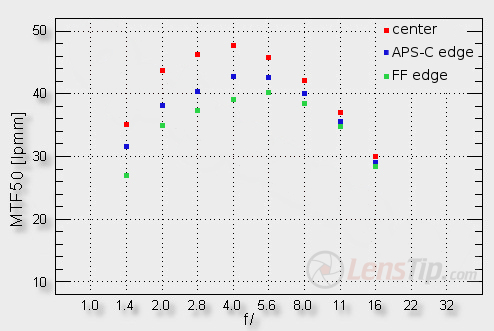 50
40
30
20
10
MTF50 [lpmm]
center
APS-C edge
FF edge
LensTip.com
1.0 1.4 2.0 2.8 4.0 5.6 8.0 11 16 22 32
f/